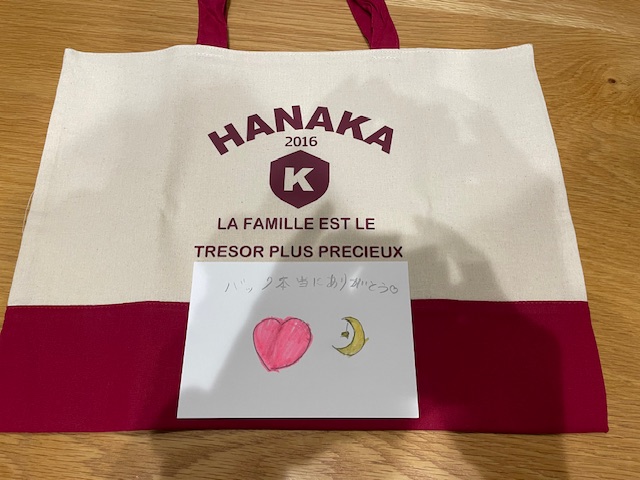 HANAKA
2016
K
LA FAMILLE EST LE
TRESOR PLUS PRECIEUX
バック本当にありがとう♡